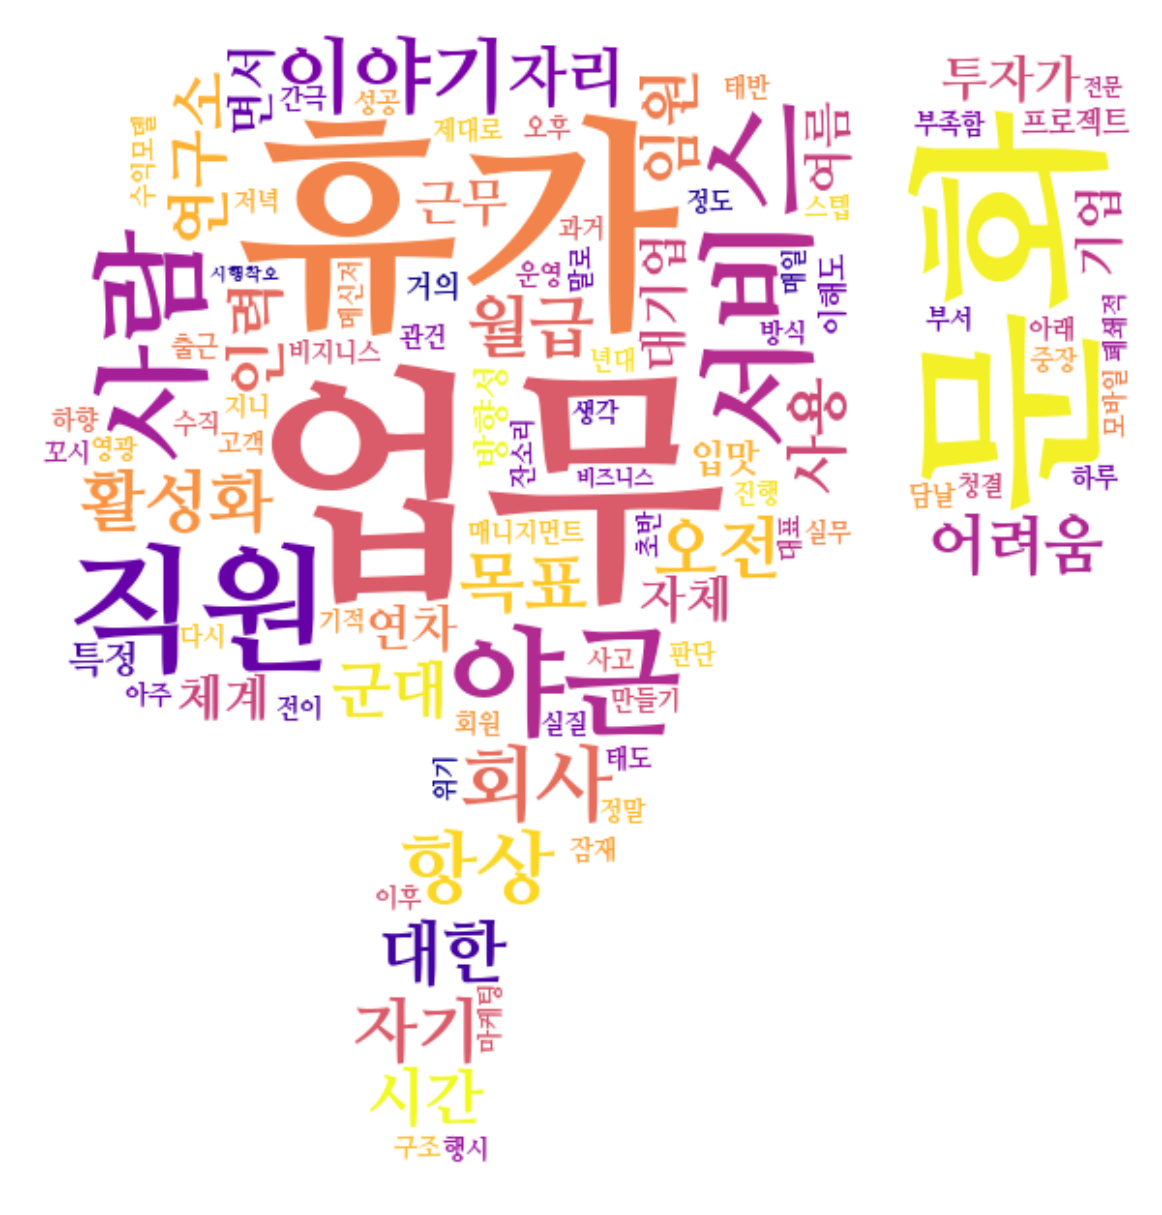 이야기
자리
면서
간극
성공
연구소
수익모델
저녁
휴가
제대로
오후
임원
태반
스
여름
스텝
정도
근무
과거
투자가
전문
부족함
프로젝트
문화
기업
사람
시행착오
인력
메신저
거의
운영
말로
대기업
서비
매일
이해도
방식
관건
월급
출근
비지니스
년대
부서
아래
중장
모바일
하향
수직
지니
꼬시
영광
고객
업무
방향성
생각
잔소리
비즈니스
사용
입맛
진행
담날
청결
하루
어려움
활성화
매니지먼트
초반
오전
대표
실무
직원
목표
자체
기적
연차
다시
특정
아주
체계
전이
군대
야근
사고
판단
만들기
회원
실질
위기
회사
태도
정말
항상
잠재
이후
대한
자기
마케팅
시간
구조
행시